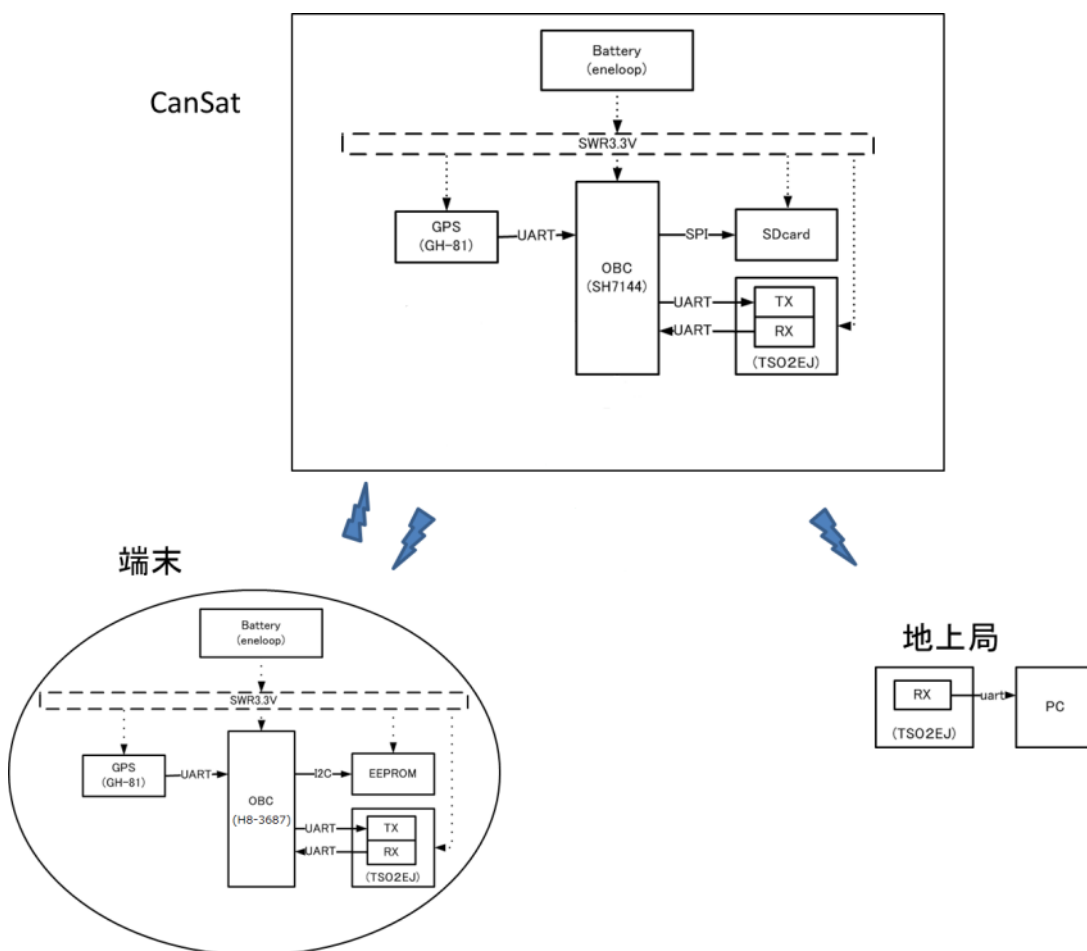 CanSat
Battery
(eneloop)
SWR3.3V
GPS
(GH-81)
UART
OBC
(SH7144)
SPI
SDcard
UART
TX
UART
RX
(TSO2EJ)
端末
Battery
(eneloop)
SWR3.3V
GPS
(GH-81)
UART
OBC
(H8-3687)
I2C
EEPROM
UART
TX
UART
RX
(TSO2EJ)
地上局
RX
uart
PC
(TSO2EJ)